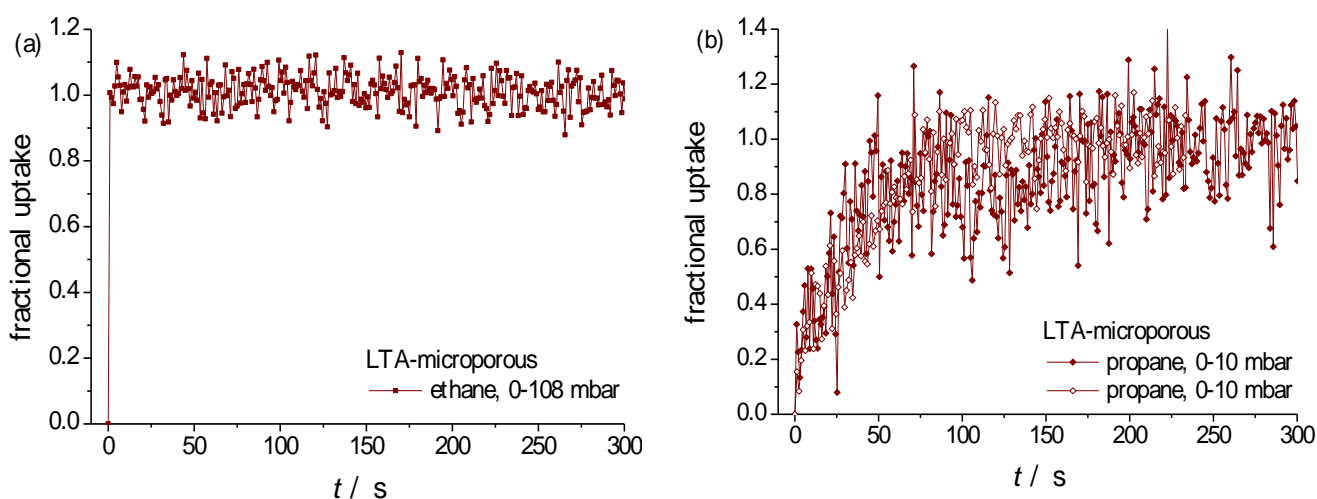 (a)
1.2
1.0
0.8
0.6
0.4
0.2
0.0
fractional uptake
LTA-microporous
ethane, 0-108 mbar
0 50 100 150 200 250 300
t / s
(b)
1.4
1.2
1.0
0.8
0.6
0.4
0.2
0.0
fractional uptake
LTA-microporous
propane, 0-10 mbar
propane, 0-10 mbar
0 50 100 150 200 250 300
t / s